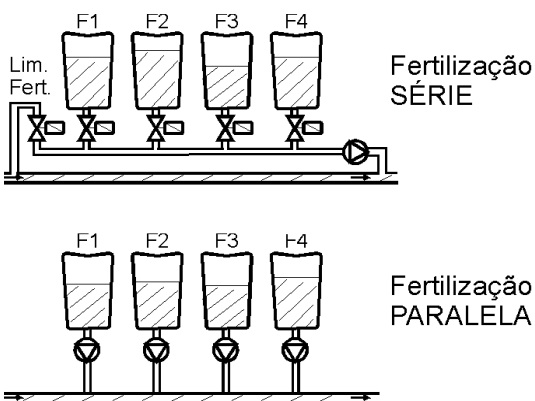 F1 F2 F3 F4
Lim.
Fert.
Fertilização
SÉRIE
F1 F2 F3 F4
Fertilização
PARALELA